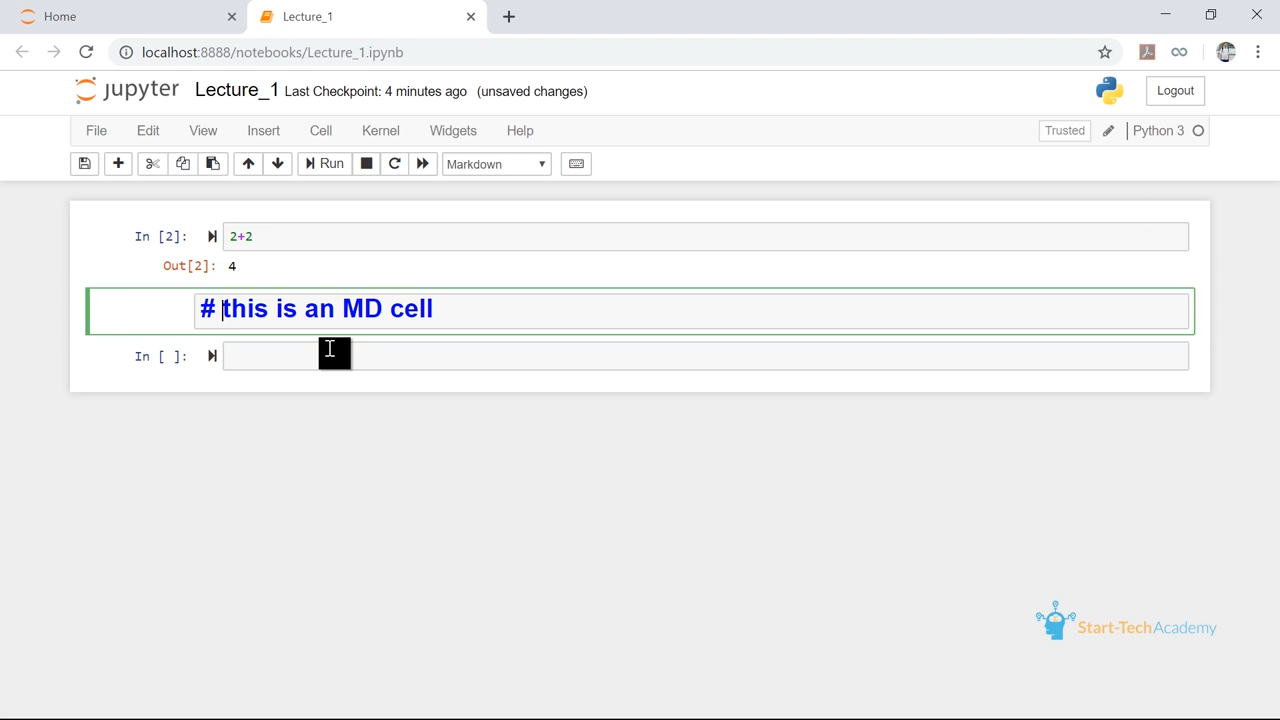 Home
Lecture_1
localhost:8888/notebooks/Lecture_1.ipynb
jupyter Lecture_1 Last Checkpoint: 4 minutes ago (unsaved changes)
Logout
File Edit View Insert Cell Kernel Widgets Help
Trusted Python 3
Run Markdown
In [2]: 2+2
Out[2]: 4
# this is an MD cell
In [ ]:
Start-TechAcademy